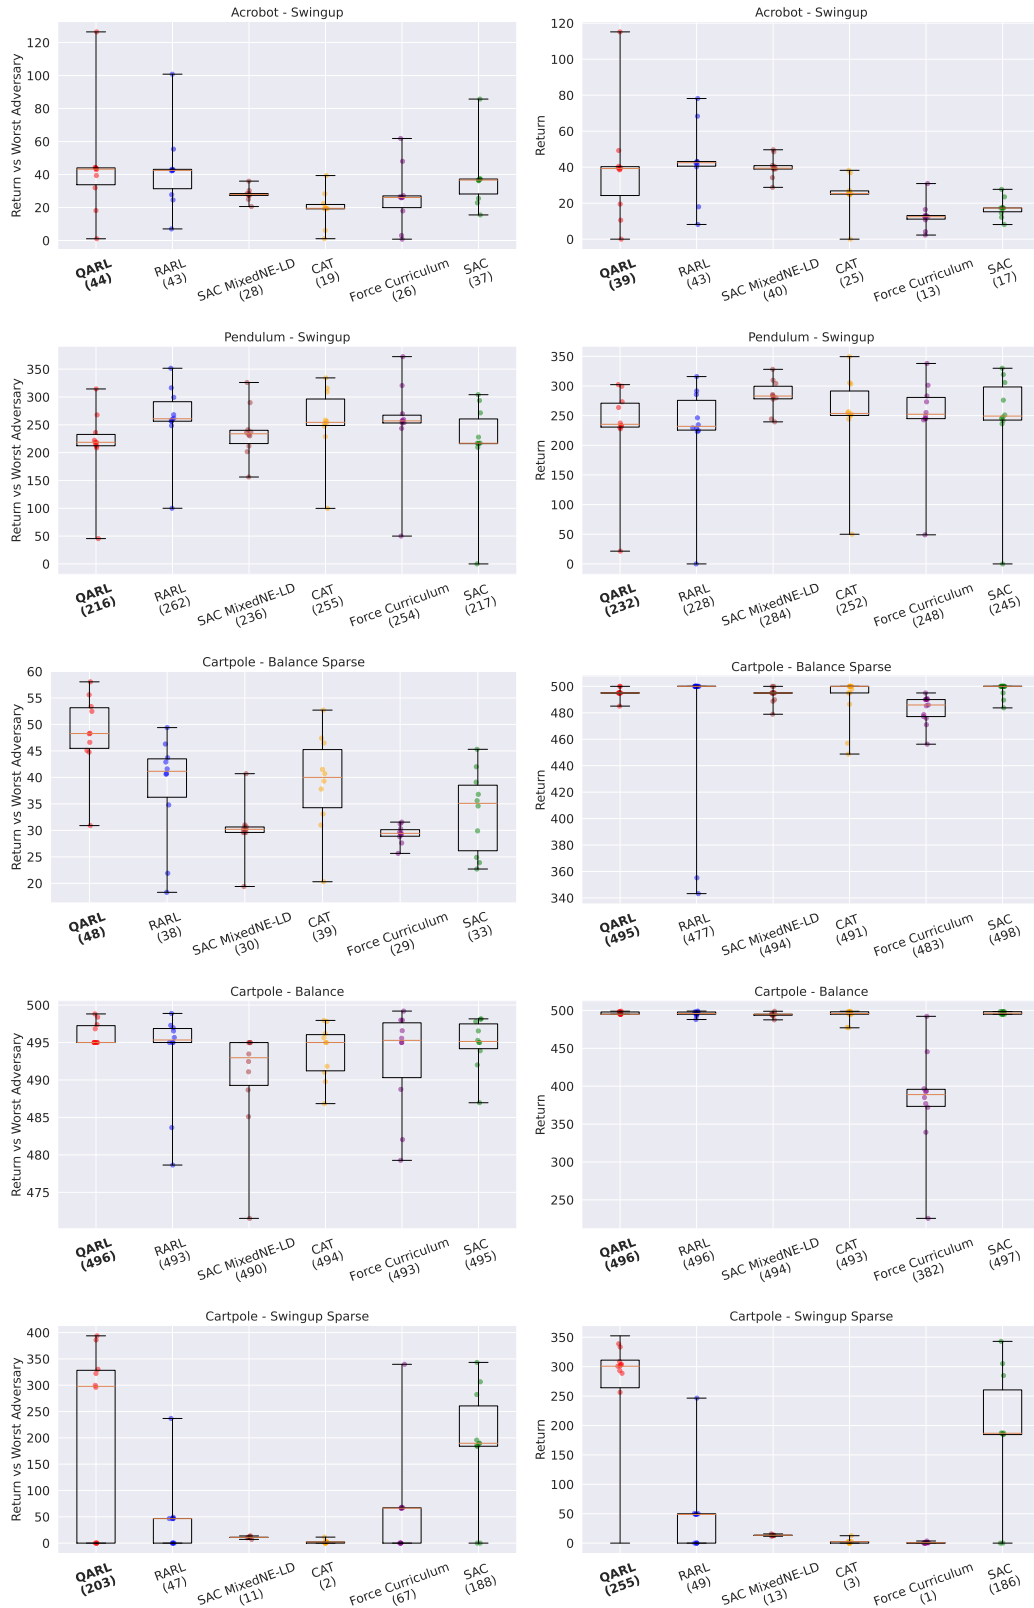 Acrobot - Swingup
Return vs Worst Adversary
120
100
80
60
40
20
0
QARL
(44)
RARL
(43)
SAC MixedNE-LD
(28)
CAT
(19)
Force Curriculum
(26)
SAC
(37)
Acrobot - Swingup
Return
120
100
80
60
40
20
0
QARL
(39)
RARL
(43)
SAC MixedNE-LD
(40)
CAT
(25)
Force Curriculum
(13)
SAC
(17)
Pendulum - Swingup
Return vs Worst Adversary
350
300
250
200
150
100
50
0
QARL
(216)
RARL
(262)
SAC MixedNE-LD
(236)
CAT
(255)
Force Curriculum
(254)
SAC
(217)
Pendulum - Swingup
Return
350
300
250
200
150
100
50
0
QARL
(232)
RARL
(228)
SAC MixedNE-LD
(284)
CAT
(252)
Force Curriculum
(248)
SAC
(245)
Cartpole - Balance Sparse
Return vs Worst Adversary
60
55
50
45
40
35
30
25
20
QARL
(48)
RARL
(38)
SAC MixedNE-LD
(30)
CAT
(39)
Force Curriculum
(29)
SAC
(33)
Cartpole - Balance Sparse
Return
500
480
460
440
420
400
380
360
340
QARL
(495)
RARL
(477)
SAC MixedNE-LD
(494)
CAT
(491)
Force Curriculum
(483)
SAC
(498)
Cartpole - Balance
Return vs Worst Adversary
500
495
490
485
480
475
QARL
(496)
RARL
(493)
SAC MixedNE-LD
(490)
CAT
(494)
Force Curriculum
(493)
SAC
(495)
Cartpole - Balance
Return
500
450
400
350
300
250
QARL
(496)
RARL
(496)
SAC MixedNE-LD
(494)
CAT
(493)
Force Curriculum
(382)
SAC
(497)
Cartpole - Swingup Sparse
Return vs Worst Adversary
400
350
300
250
200
150
100
50
0
QARL
(203)
RARL
(47)
SAC MixedNE-LD
(11)
CAT
(2)
Force Curriculum
(67)
SAC
(188)
Cartpole - Swingup Sparse
Return
350
300
250
200
150
100
50
0
QARL
(255)
RARL
(49)
SAC MixedNE-LD
(13)
CAT
(3)
Force Curriculum
(1)
SAC
(186)